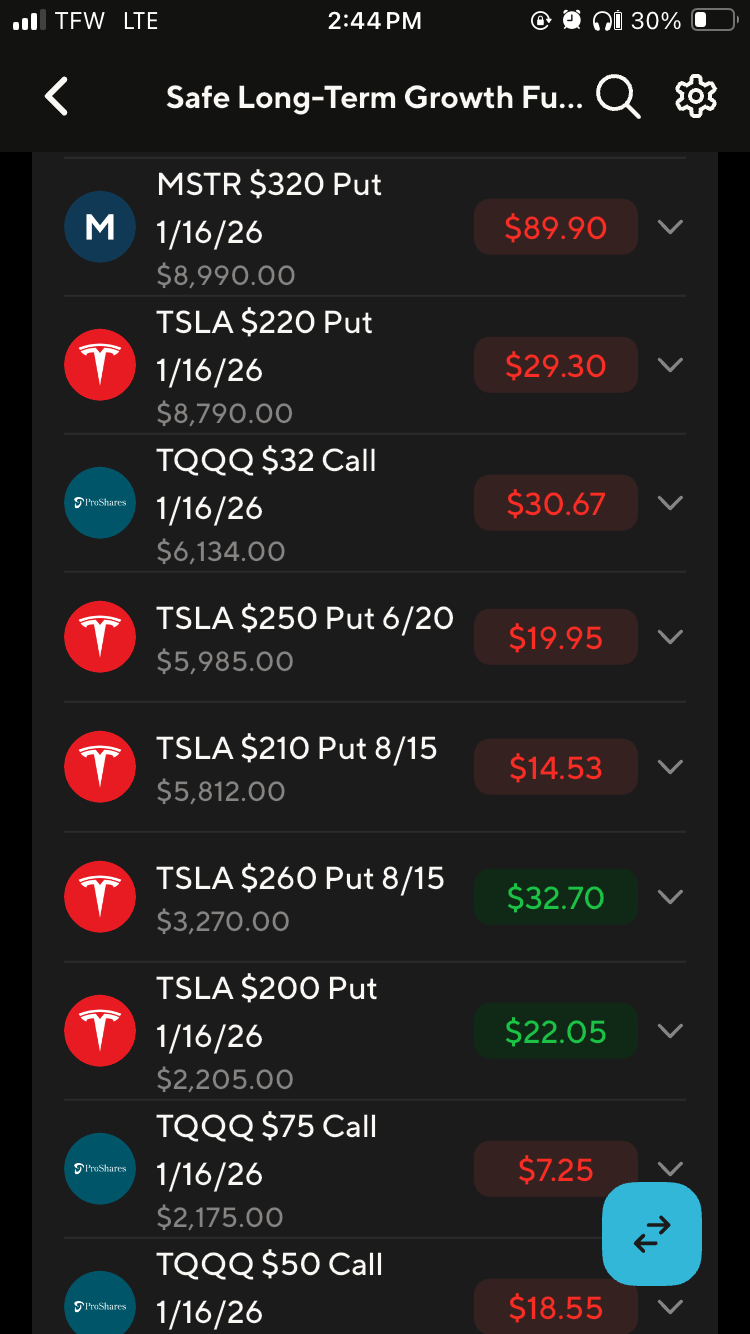 TFW LTE 2:44 PM 30%
Safe Long-Term Growth Fu...
MSTR $320 Put
1/16/26
$8,990.00
$89.90
M
TSLA $220 Put
1/16/26
$8,790.00
$29.30
TQQQ $32 Call
1/16/26
$6,134.00
$30.67
ProShares
TSLA $250 Put 6/20
$5,985.00
$19.95
TSLA $210 Put 8/15
$5,812.00
$14.53
TSLA $260 Put 8/15
$3,270.00
$32.70
TSLA $200 Put
1/16/26
$2,205.00
$22.05
TQQQ $75 Call
1/16/26
$2,175.00
$7.25
ProShares
TQQQ $50 Call
1/16/26
$18.55
ProShares